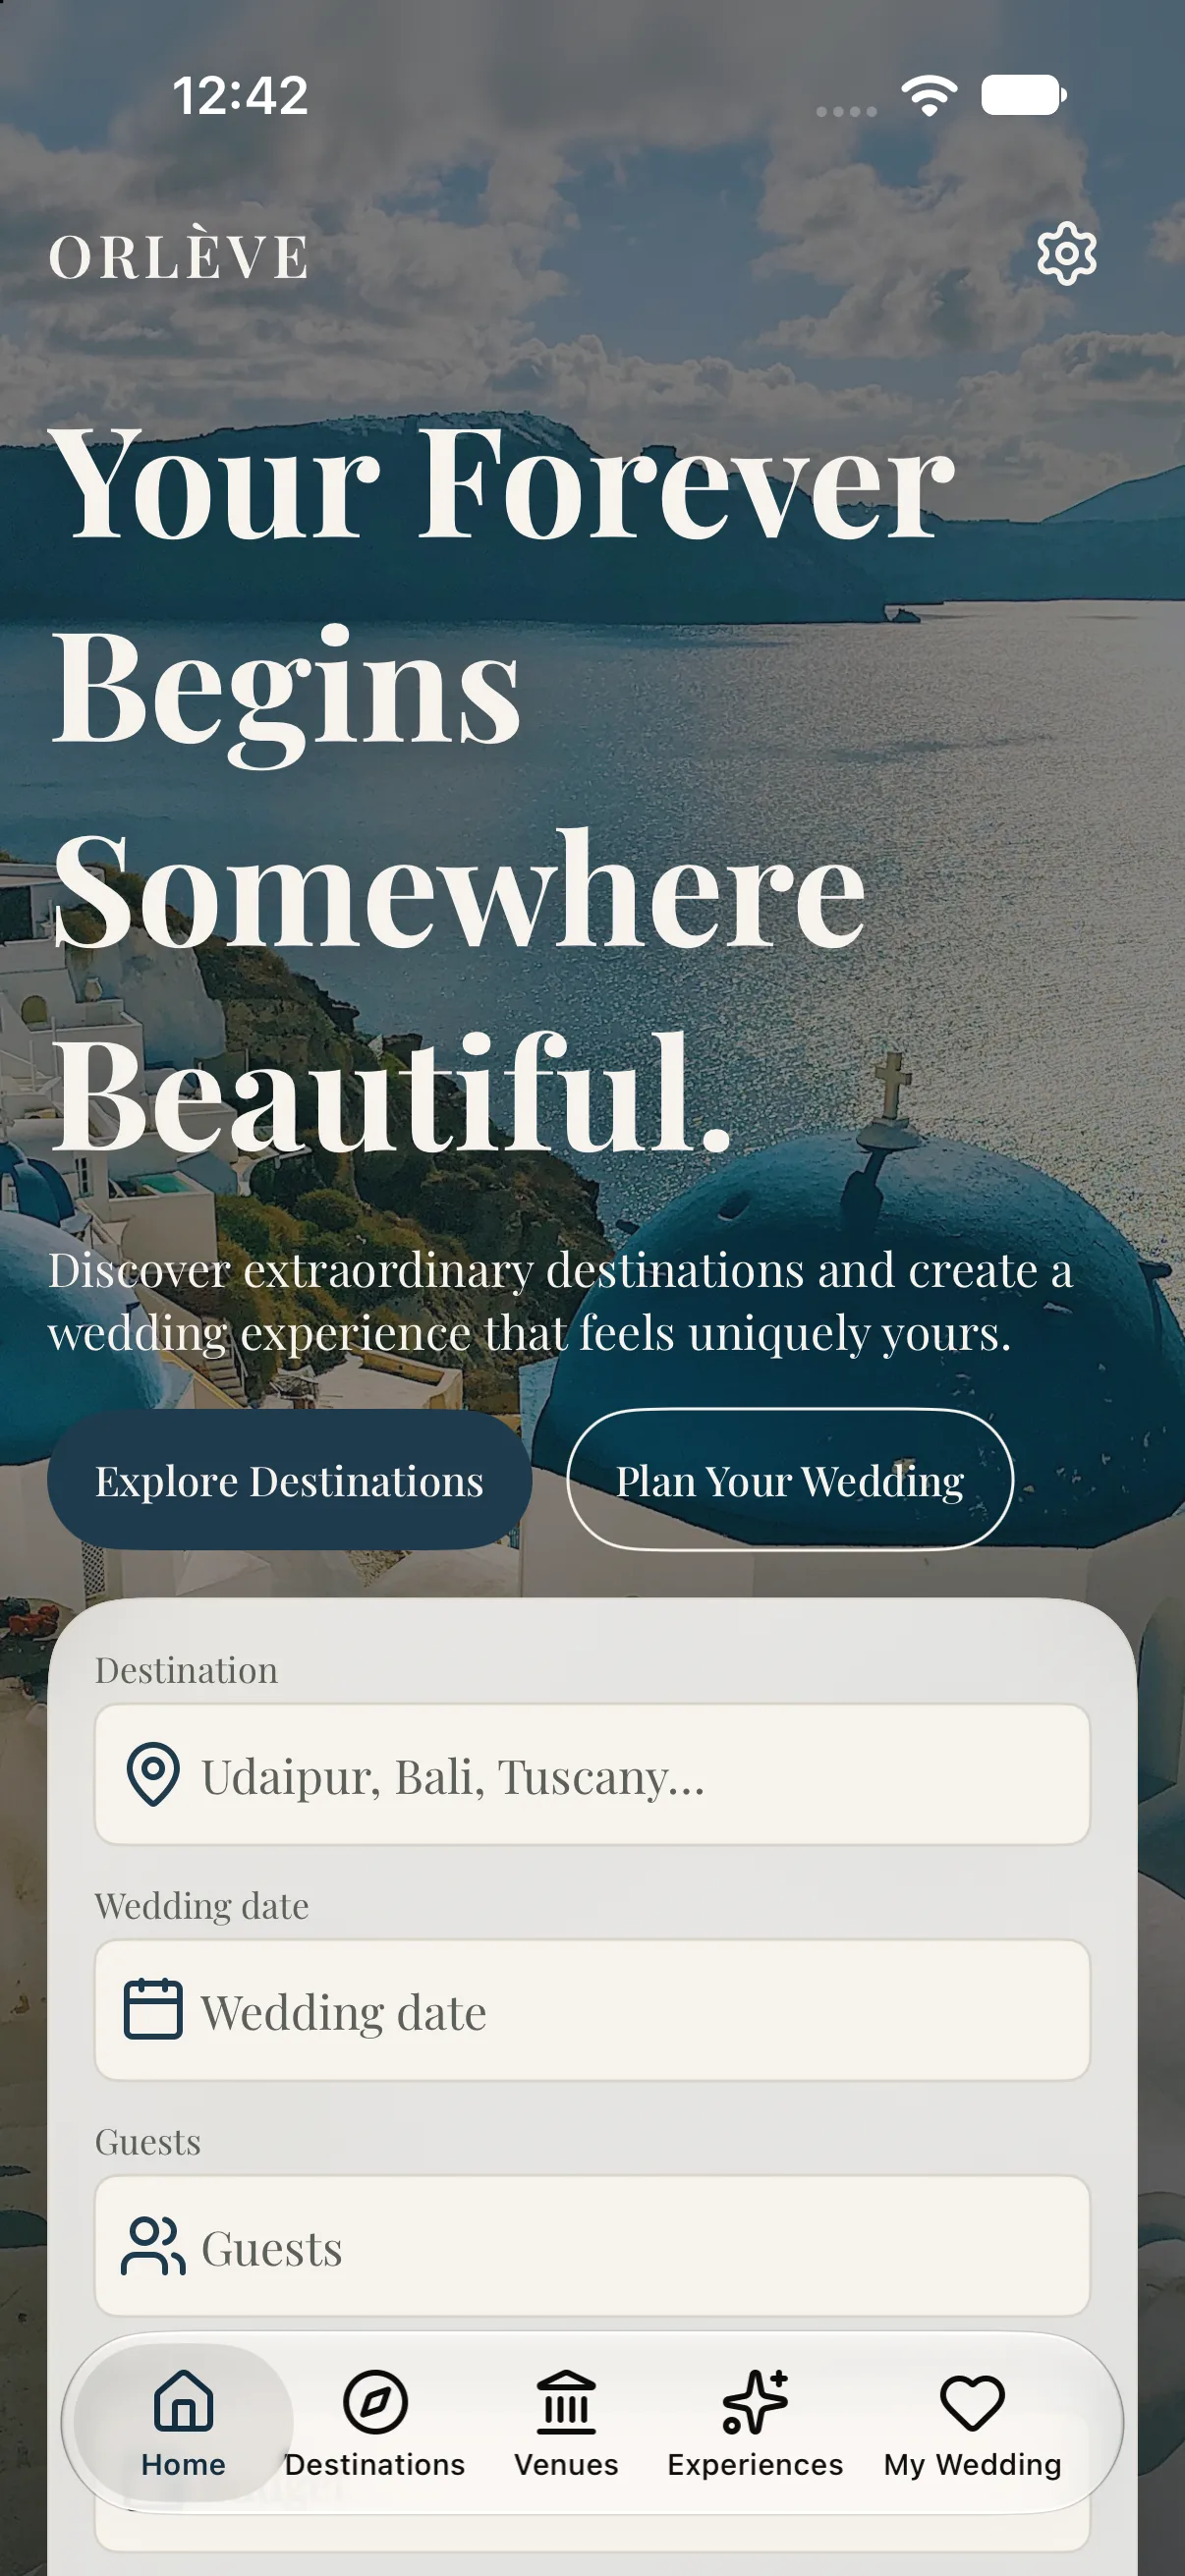 12:42
ORLÈVE
Your Forever
Begins
Somewhere
Beautiful.
Discover extraordinary destinations and create a
wedding experience that feels uniquely yours.
Explore Destinations
Plan Your Wedding
Destination
Udaipur, Bali, Tuscany...
Wedding date
Wedding date
Guests
Guests
Home
Destinations
Venues
Experiences
My Wedding